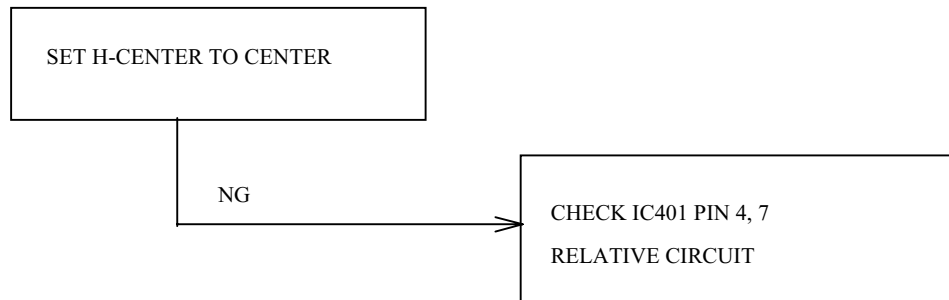 SET H-CENTER TO CENTER
NG
CHECK IC401 PIN 4, 7
RELATIVE CIRCUIT